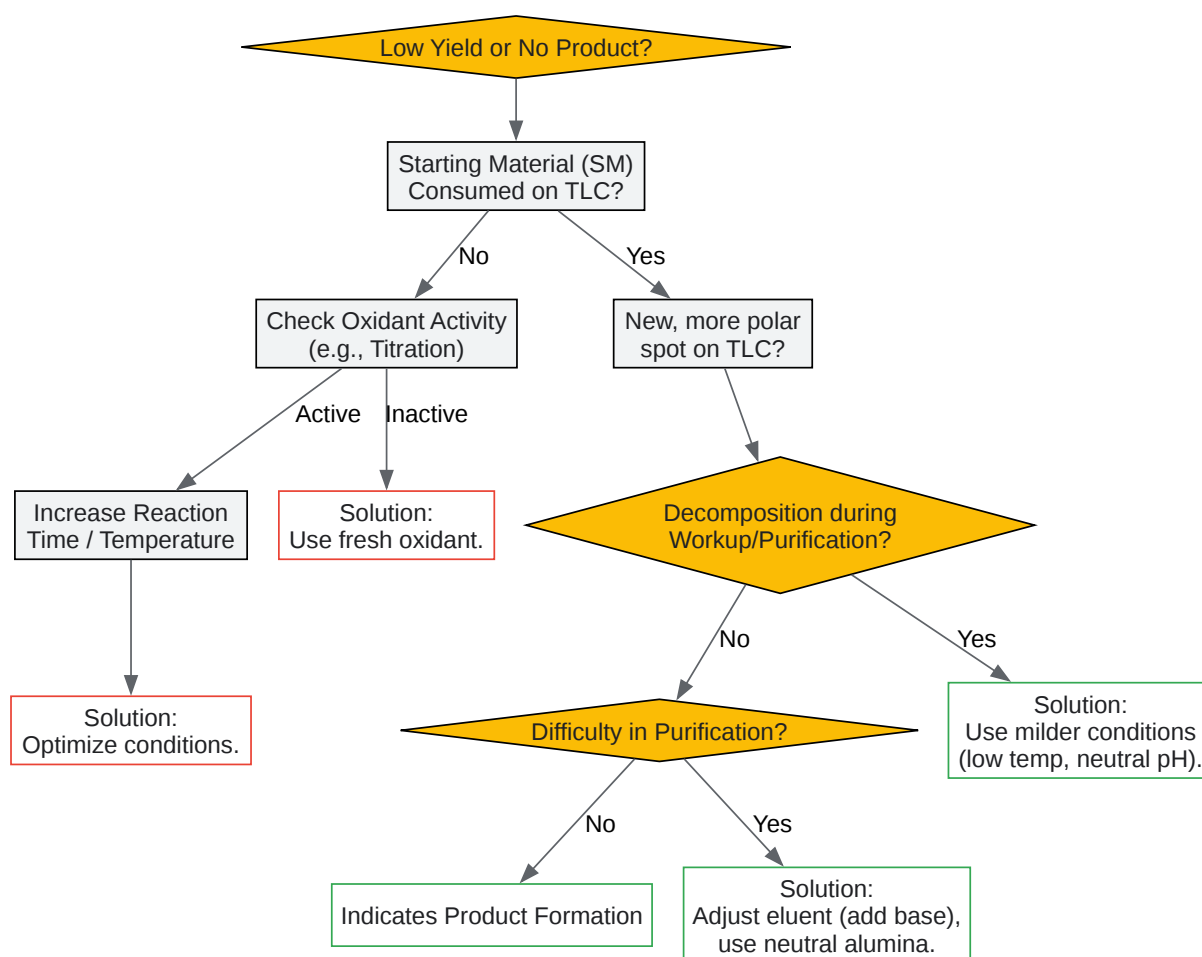 Low Yield or No Product?
Starting Material (SM)
Consumed on TLC?
No
Yes
Check Oxidant Activity
(e.g., Titration)
New, more polar
spot on TLC?
Active
Inactive
Increase Reaction
Time / Temperature
Solution:
Use fresh oxidant.
Decomposition during
Workup/Purification?
No
Yes
Solution:
Optimize conditions.
Difficulty in Purification?
Solution:
Use milder conditions
(low temp, neutral pH).
No
Yes
Indicates Product Formation
Solution:
Adjust eluent (add base),
use neutral alumina.